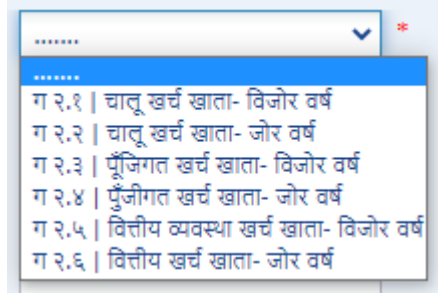 .......
*
.......
ग २.१ | चालू खर्च खाता- विजोर वर्ष
ग २.२ | चालू खर्च खाता- जोर वर्ष
ग २.३ | पूँजिगत खर्च खाता- विजोर वर्ष
ग २.४ | पुँजीगत खर्च खाता- जोर वर्ष
ग २.५ | वित्तीय व्यवस्था खर्च खाता- विजोर वर्ष
ग २.६ | वित्तीय खर्च खाता- जोर वर्ष